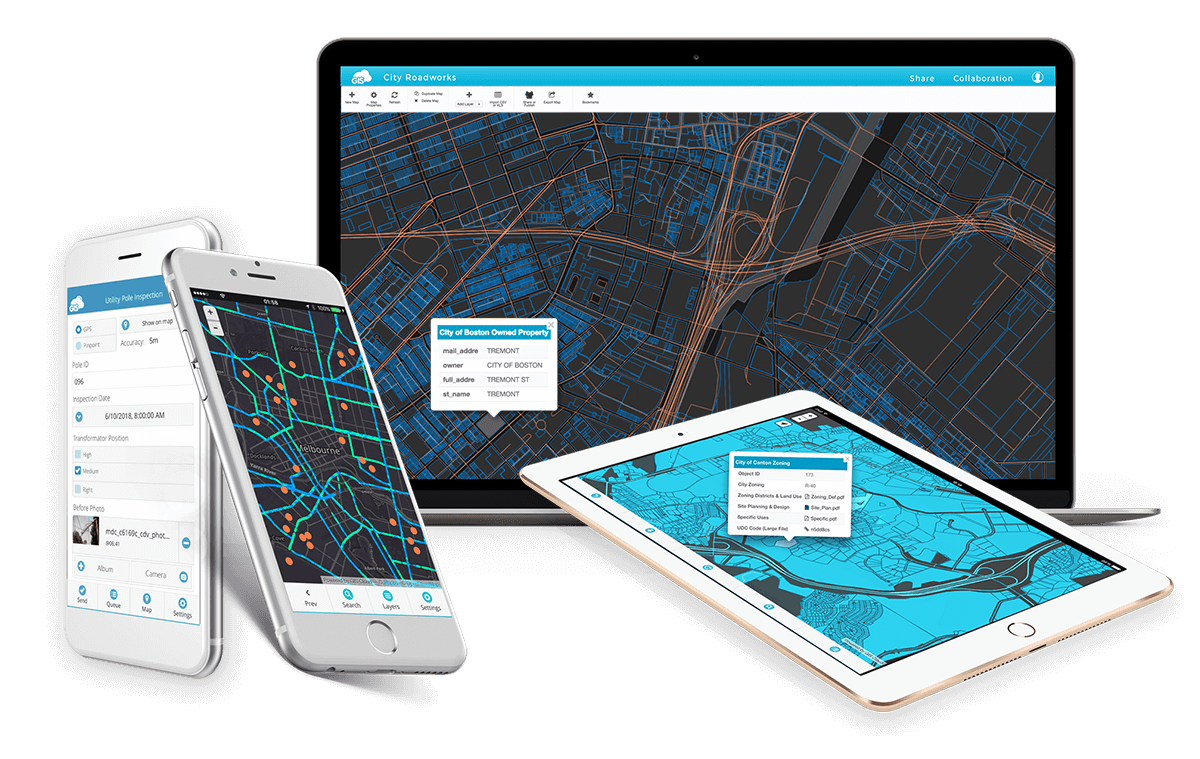 GIS
City Roadworks
Share
Collaboration
New Map
Map
Properties
Refresh
Duplicate Map
Delete Map
Add Layer
Import CSV
or XLS
Share or
Publish
Export Map
Bookmarks
City of Boston Owned Property
mail_addre TREMONT
owner CITY OF BOSTON
full_addre TREMONT ST
st_name TREMONT
GIS
Utility Pole Inspection
GPS
Show on map
Pinpoint
Accuracy: 5m
Pole ID
096
Inspection Date
6/10/2018, 8:00:00 AM
Transformator Position
High
Medium
Right
Before Photo
mdc_c6169c_cdv_phot...
Album
Camera
Send
Queue
Map
Settings
01:58
100%
+
-
Melbourne
Docklands
Albert Park
Prev
Search
Layers
Settings
City of Canton Zoning
Object ID 173
City Zoning R-40
Zoning Districts & Land Use Zoning_Def.pdf
Site Planning & Design Site_Plan.pdf
Specific Uses Specific.pdf
UDC Code (Large File) n5dd8cs